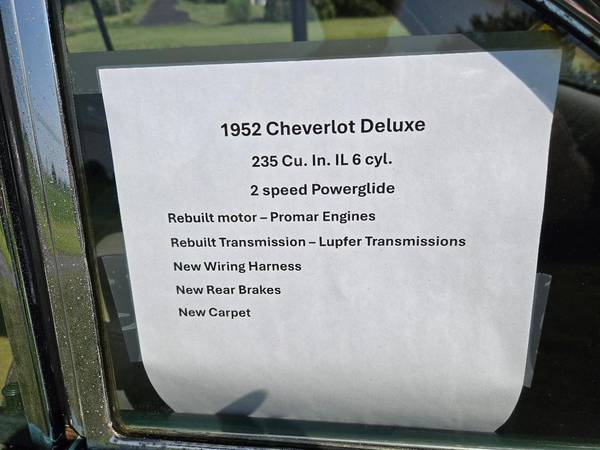 1952 Cheverlot Deluxe
235 Cu. In. IL 6 cyl.
2 speed Powerglide
Rebuilt motor – Promar Engines
Rebuilt Transmission – Lupfer Transmissions
New Wiring Harness
New Rear Brakes
New Carpet